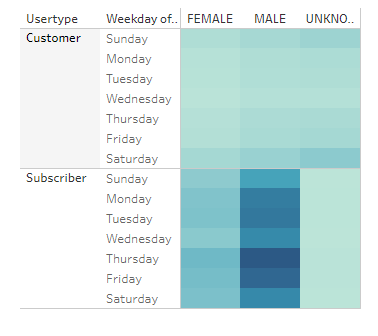 Usertype Weekday of.. FEMALE MALE UNKNO..
Customer Sunday
Monday
Tuesday
Wednesday
Thursday
Friday
Saturday
Subscriber Sunday
Monday
Tuesday
Wednesday
Thursday
Friday
Saturday